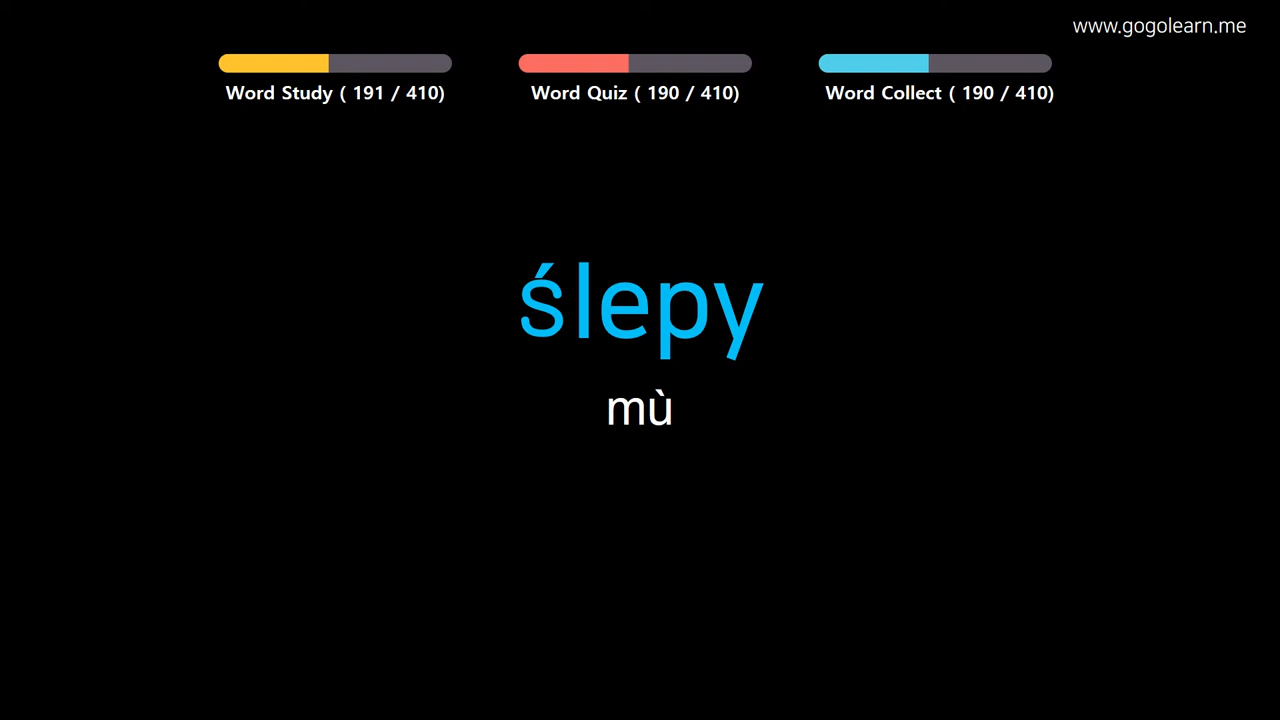 www.gogolearn.me
Word Study ( 191 / 410)
Word Quiz ( 190 / 410)
Word Collect ( 190 / 410)
ślepy
mù